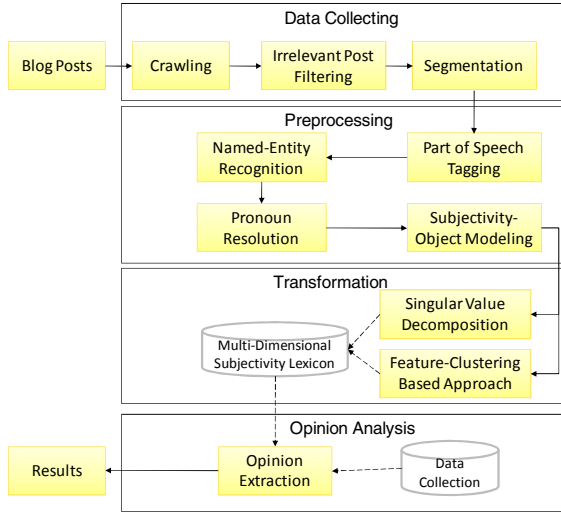 Data Collecting
Blog Posts
Crawling
Irrelevant Post
Filtering
Segmentation
Preprocessing
Named-Entity
Recognition
Part of Speech
Tagging
Pronoun
Resolution
Subjectivity-
Object Modeling
Transformation
Singular Value
Decomposition
Multi-Dimensional
Subjectivity Lexicon
Feature-Clustering
Based Approach
Opinion Analysis
Results
Opinion
Extraction
Data
Collection